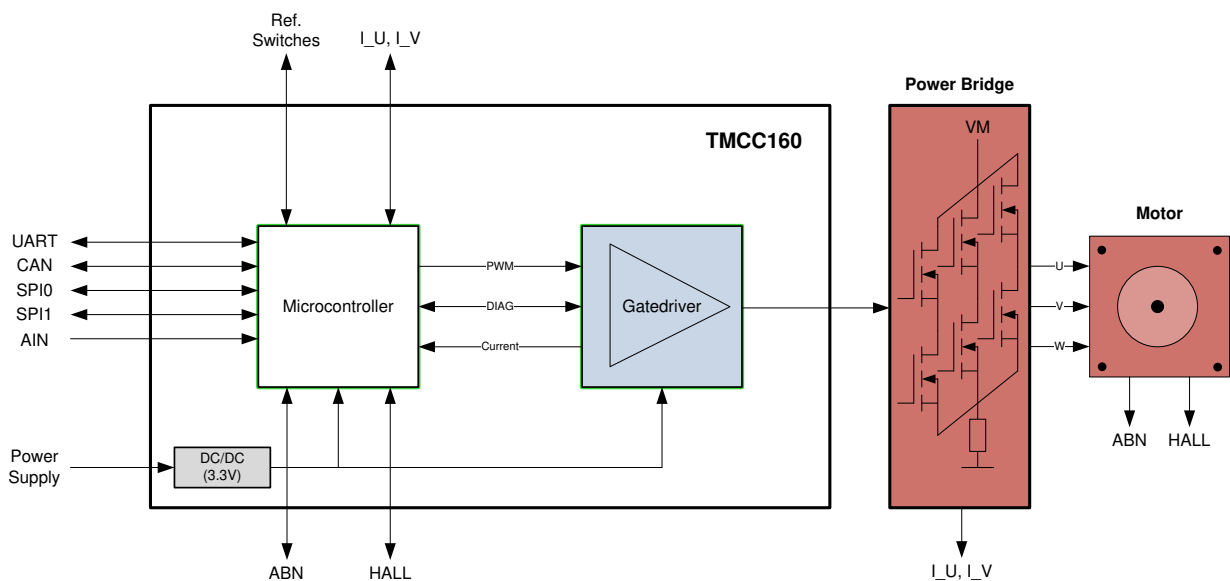 Ref.
Switches
I_U, I_V
Power Bridge
TMCC160
VM
Motor
UART
CAN
SPI0
SPI1
AIN
Microcontroller
PWM
DIAG
Current
Gatedriver
U
V
W
ABN
HALL
Power
Supply
DC/DC
(3.3V)
ABN
HALL
I_U, I_V